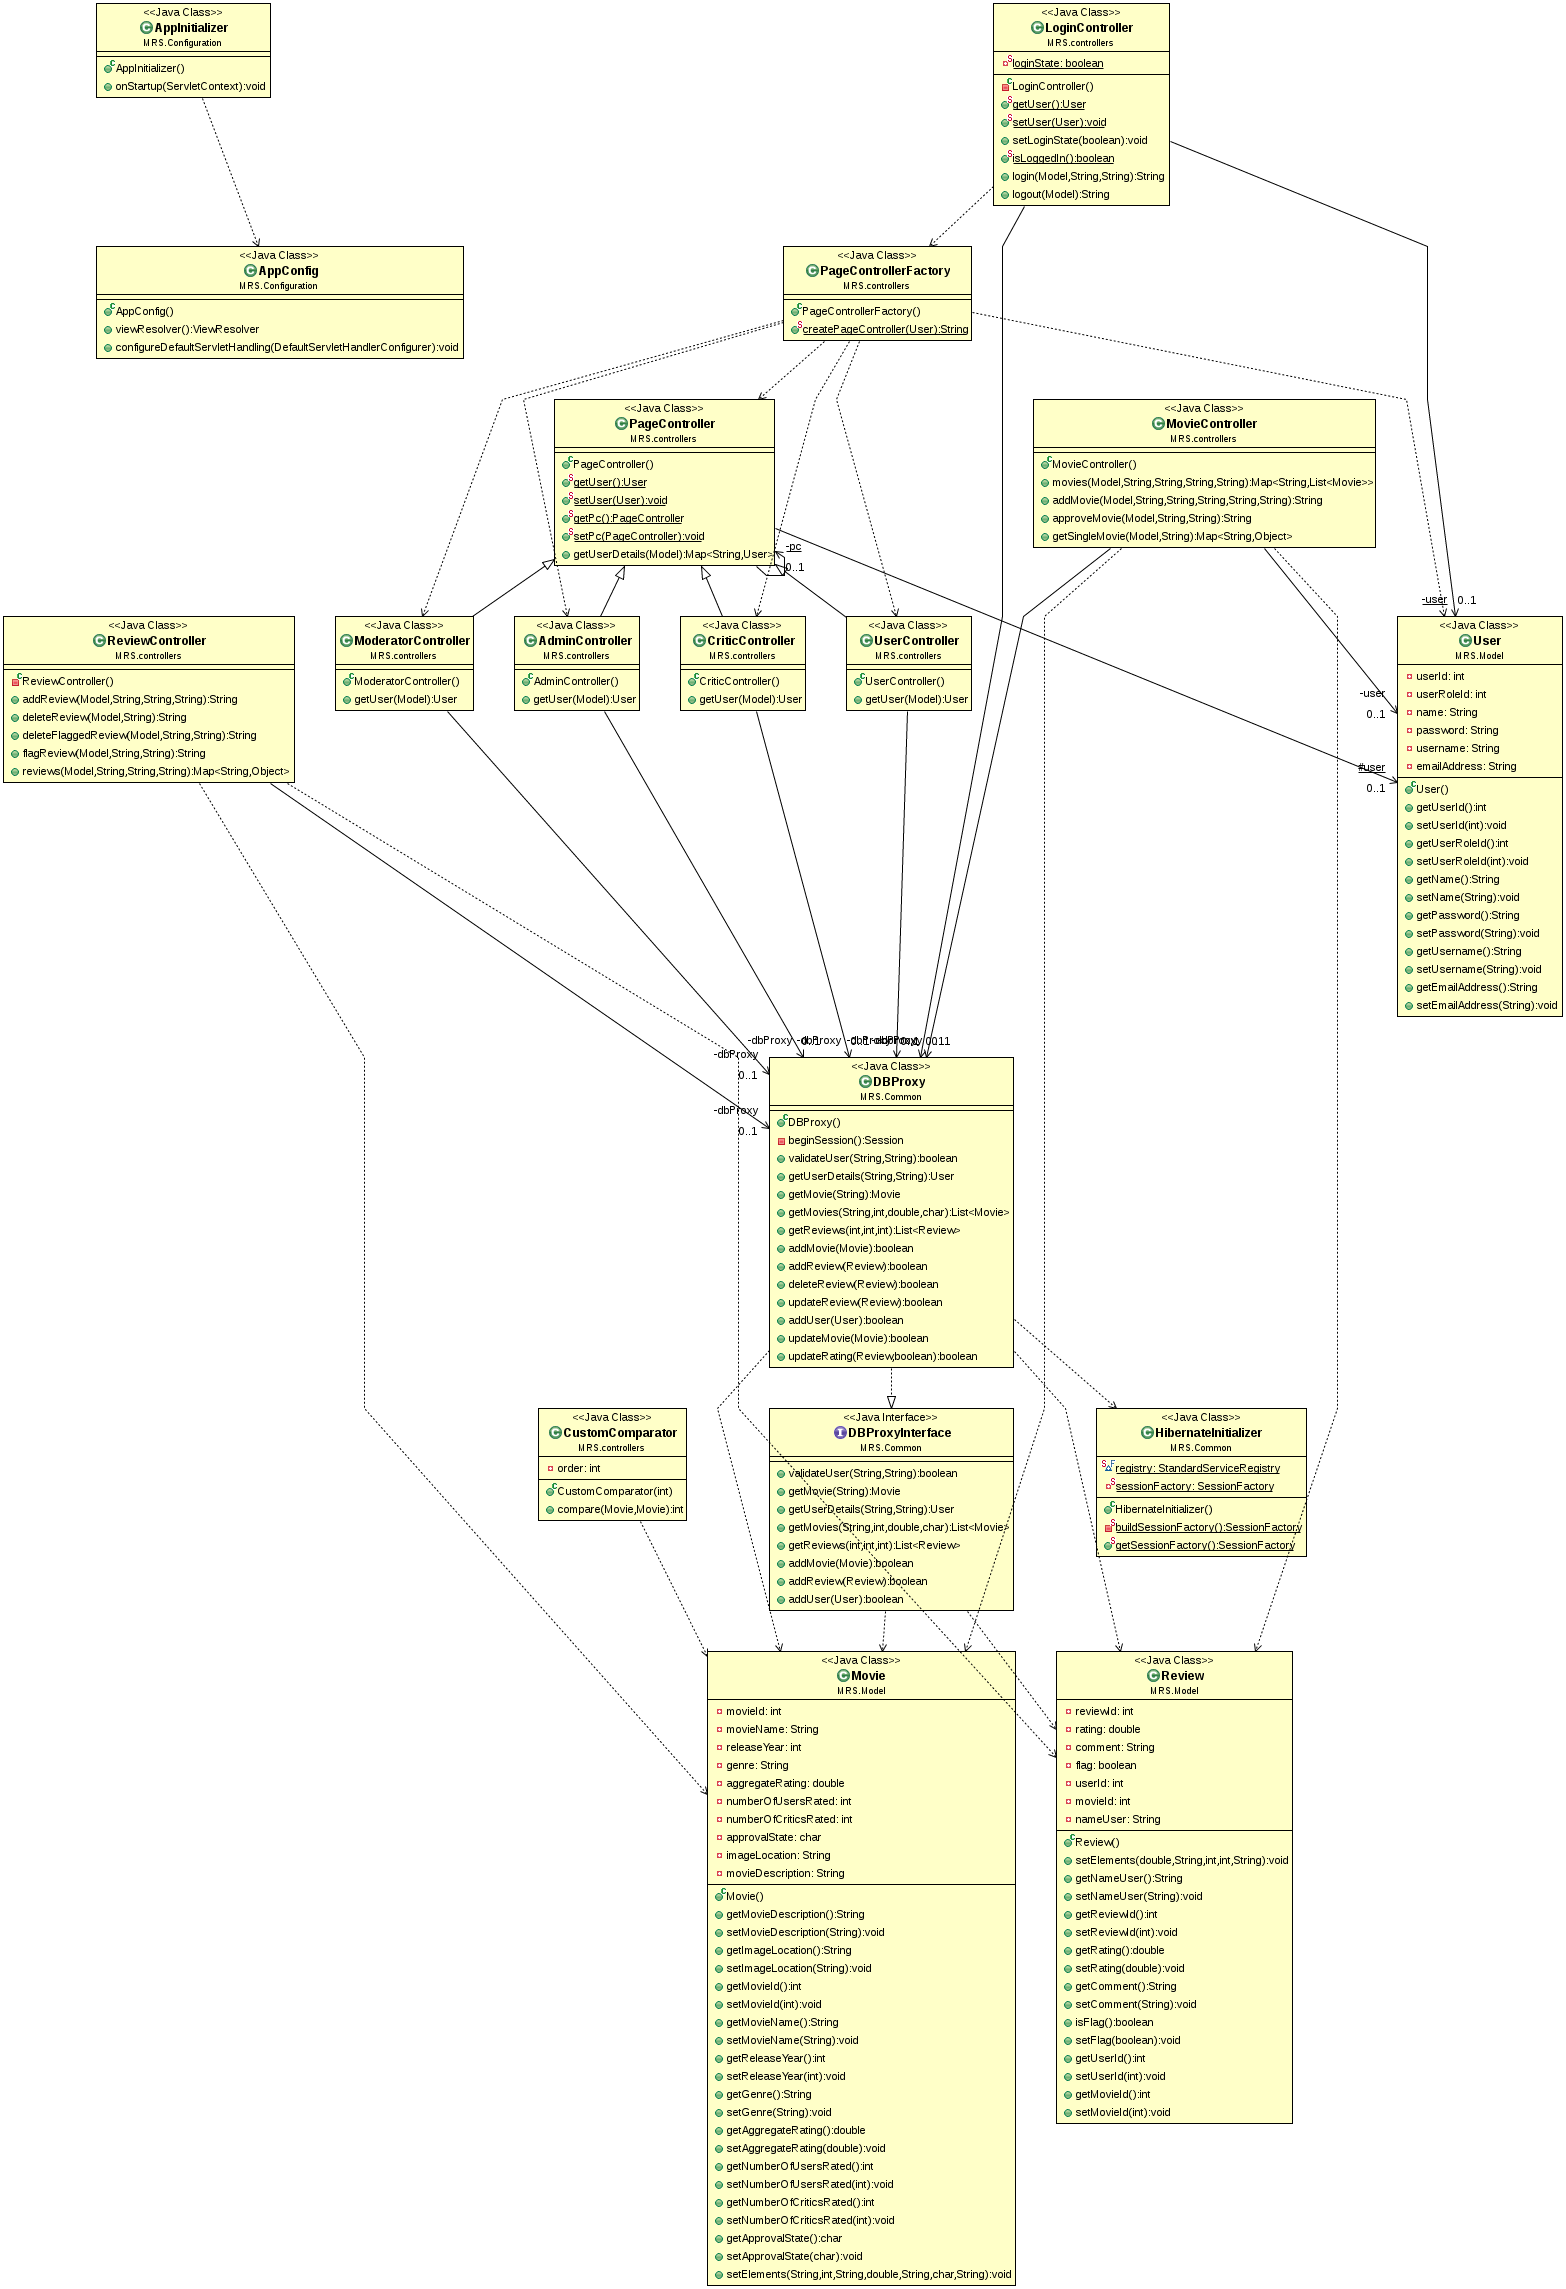 <<Java Class>>
AppInitializer
MRS.Configuration
AppInitializer()
onStartup(ServletContext):void
<<Java Class>>
LoginController
MRS.controllers
loginState: boolean
LoginController()
getUser():User
setUser(User):void
setLoginState(boolean):void
isLoggedIn():boolean
login(Model,String,String):String
logout(Model):String
<<Java Class>>
AppConfig
MRS.Configuration
AppConfig()
viewResolver():ViewResolver
configureDefaultServletHandling(DefaultServletHandlerConfigurer):void
<<Java Class>>
PageControllerFactory
MRS.controllers
PageControllerFactory()
createPageController(User):String
<<Java Class>>
PageController
MRS.controllers
PageController()
getUser():User
setUser(User):void
getPc():PageController
setPc(PageController):void
getUserDetails(Model):Map<String,User>
-pc
0..1
<<Java Class>>
MovieController
MRS.controllers
MovieController()
movies(Model,String,String,String,String):Map<String,List<Movie>>
addMovie(Model,String,String,String,String,String):String
approveMovie(Model,String,String):String
getSingleMovie(Model,String):Map<String,Object>
<<Java Class>>
ReviewController
MRS.controllers
ReviewController()
addReview(Model,String,String,String):String
deleteReview(Model,String):String
deleteFlaggedReview(Model,String,String):String
flagReview(Model,String,String):String
reviews(Model,String,String,String):Map<String,Object>
<<Java Class>>
ModeratorController
MRS.controllers
ModeratorController()
getUser(Model):User
<<Java Class>>
AdminController
MRS.controllers
AdminController()
getUser(Model):User
<<Java Class>>
CriticController
MRS.controllers
CriticController()
getUser(Model):User
<<Java Class>>
UserController
MRS.controllers
UserController()
getUser(Model):User
-user
0..1
-user
0..1
#user
0..1
<<Java Class>>
User
MRS.Model
userId: int
userRoleId: int
name: String
password: String
username: String
emailAddress: String
User()
getUserId():int
setUserId(int):void
getUserRoleId():int
setUserRoleId(int):void
getName():String
setName(String):void
getPassword():String
setPassword(String):void
getUsername():String
setUsername(String):void
getEmailAddress():String
setEmailAddress(String):void
-dbProxy
-dbProxy
0..1
-dbProxy
0..1
-dbProxy
0..1
<<Java Class>>
DBProxy
MRS.Common
DBProxy()
beginSession():Session
validateUser(String,String):boolean
getUserDetails(String,String):User
getMovie(String):Movie
getMovies(String,int,double,char):List<Movie>
getReviews(int,int,int):List<Review>
addMovie(Movie):boolean
addReview(Review):boolean
deleteReview(Review):boolean
updateReview(Review):boolean
addUser(User):boolean
updateMovie(Movie):boolean
updateRating(Review,boolean):boolean
<<Java Class>>
CustomComparator
MRS.controllers
order: int
CustomComparator(int)
compare(Movie,Movie):int
<<Java Interface>>
DBProxyInterface
MRS.Common
validateUser(String,String):boolean
getMovie(String):Movie
getUserDetails(String,String):User
getMovies(String,int,double,char):List<Movie>
getReviews(int,int,int):List<Review>
addMovie(Movie):boolean
addReview(Review):boolean
addUser(User):boolean
<<Java Class>>
HibernateInitializer
MRS.Common
registry: StandardServiceRegistry
sessionFactory: SessionFactory
HibernateInitializer()
buildSessionFactory():SessionFactory
getSessionFactory():SessionFactory
<<Java Class>>
Movie
MRS.Model
movieId: int
movieName: String
releaseYear: int
genre: String
aggregateRating: double
numberOfUsersRated: int
numberOfCriticsRated: int
approvalState: char
imageLocation: String
movieDescription: String
Movie()
getMovieDescription():String
setMovieDescription(String):void
getImageLocation():String
setImageLocation(String):void
getMovieId():int
setMovieId(int):void
getMovieName():String
setMovieName(String):void
getReleaseYear():int
setReleaseYear(int):void
getGenre():String
setGenre(String):void
getAggregateRating():double
setAggregateRating(double):void
getNumberOfUsersRated():int
setNumberOfUsersRated(int):void
getNumberOfCriticsRated():int
setNumberOfCriticsRated(int):void
getApprovalState():char
setApprovalState(char):void
setElements(String,int,String,double,String,char,String):void
<<Java Class>>
Review
MRS.Model
reviewId: int
rating: double
comment: String
flag: boolean
userId: int
movieId: int
nameUser: String
Review()
setElements(double,String,int,int,String):void
getNameUser():String
setNameUser(String):void
getReviewId():int
setReviewId(int):void
getRating():double
setRating(double):void
getComment():String
setComment(String):void
isFlag():boolean
setFlag(boolean):void
getUserId():int
setUserId(int):void
getMovieId():int
setMovieId(int):void